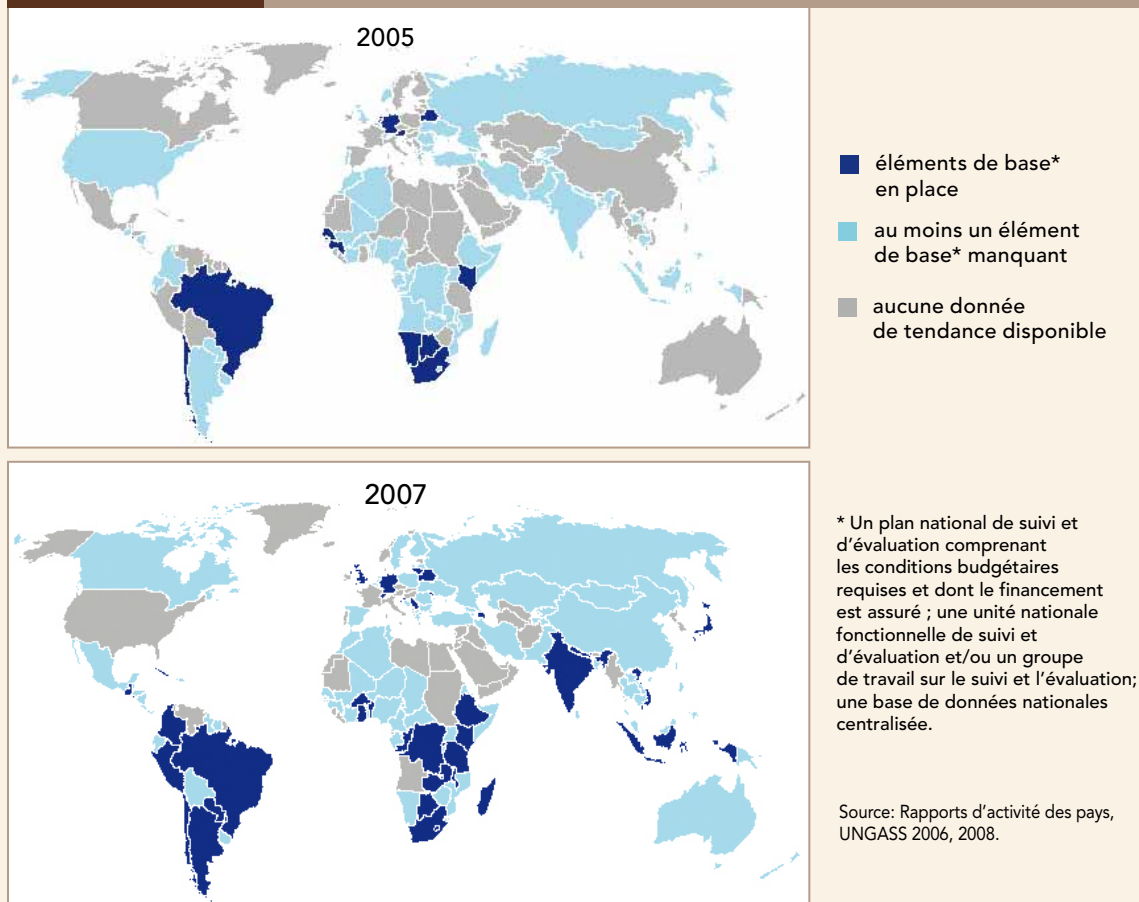 2005
éléments de base*
en place
au moins un élément
de base* manquant
aucune donnée
de tendance disponible
2007
* Un plan national de suivi et
d'évaluation comprenant
les conditions budgétaires
requises et dont le financement
est assuré ; une unité nationale
fonctionnelle de suivi et
d'évaluation et/ou un groupe
de travail sur le suivi et l'évaluation;
une base de données nationales
centralisée.
Source: Rapports d'activité des pays,
UNGASS 2006, 2008.